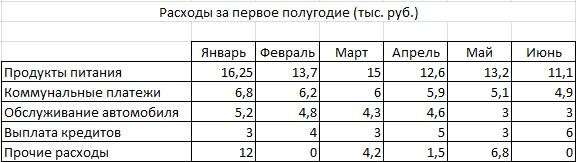 Расходы за первое полугодие (тыс. руб.)
Январь Февраль Март Апрель Май Июнь
Продукты питания 16,25 13,7 15 12,6 13,2 11,1
Коммунальные платежи 6,8 6,2 6 5,9 5,1 4,9
Обслуживание автомобиля 5,2 4,8 4,3 4,6 3 3
Выплата кредитов 3 4 3 5 3 6
Прочие расходы 12 0 4,2 1,5 6,8 0